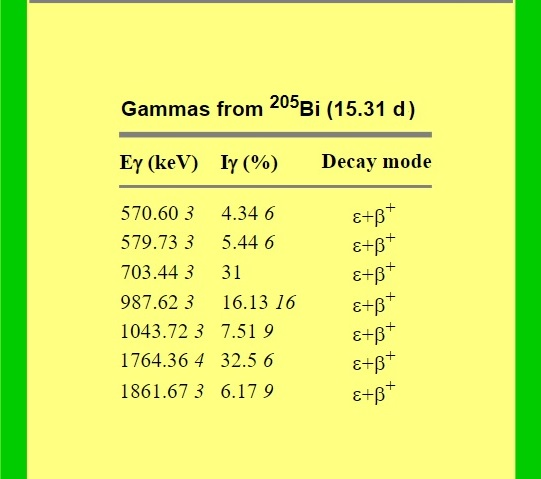 Gammas from ²⁰⁵Bi (15.31 d)
Eγ (keV) Iγ (%) Decay mode
570.60 3 4.34 6 ε+β⁺
579.73 3 5.44 6 ε+β⁺
703.44 3 31 ε+β⁺
987.62 3 16.13 16 ε+β⁺
1043.72 3 7.51 9 ε+β⁺
1764.36 4 32.5 6 ε+β⁺
1861.67 3 6.17 9 ε+β⁺